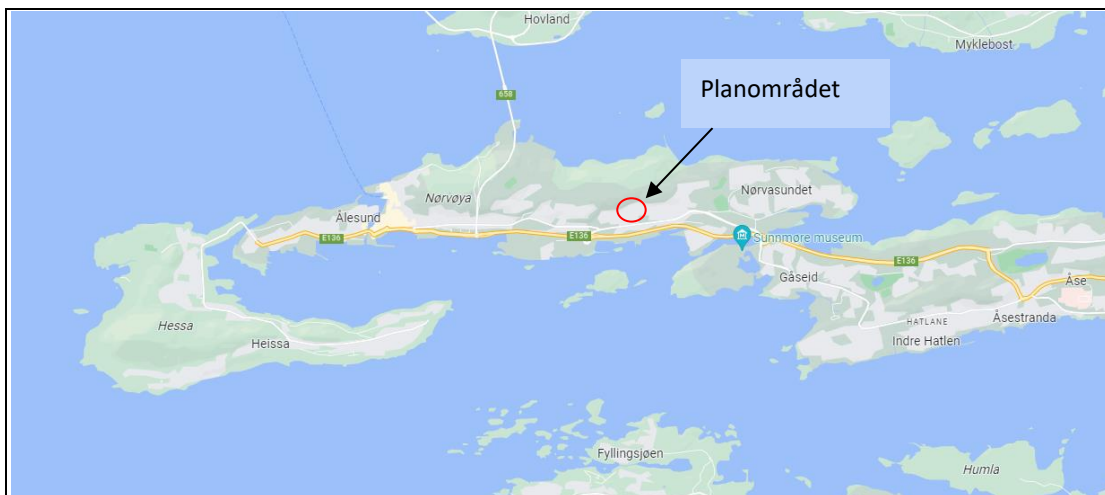 Hovland
Myklebost
Planområdet
658
Nørvøya
Nørvasundet
Ålesund
E136
E136
Sunnmøre museum
E136
Gåseid
Åse
Hessa
Heissa
HATLANE
Åsestranda
Indre Hatlen
Fyllingsjøen
Humla